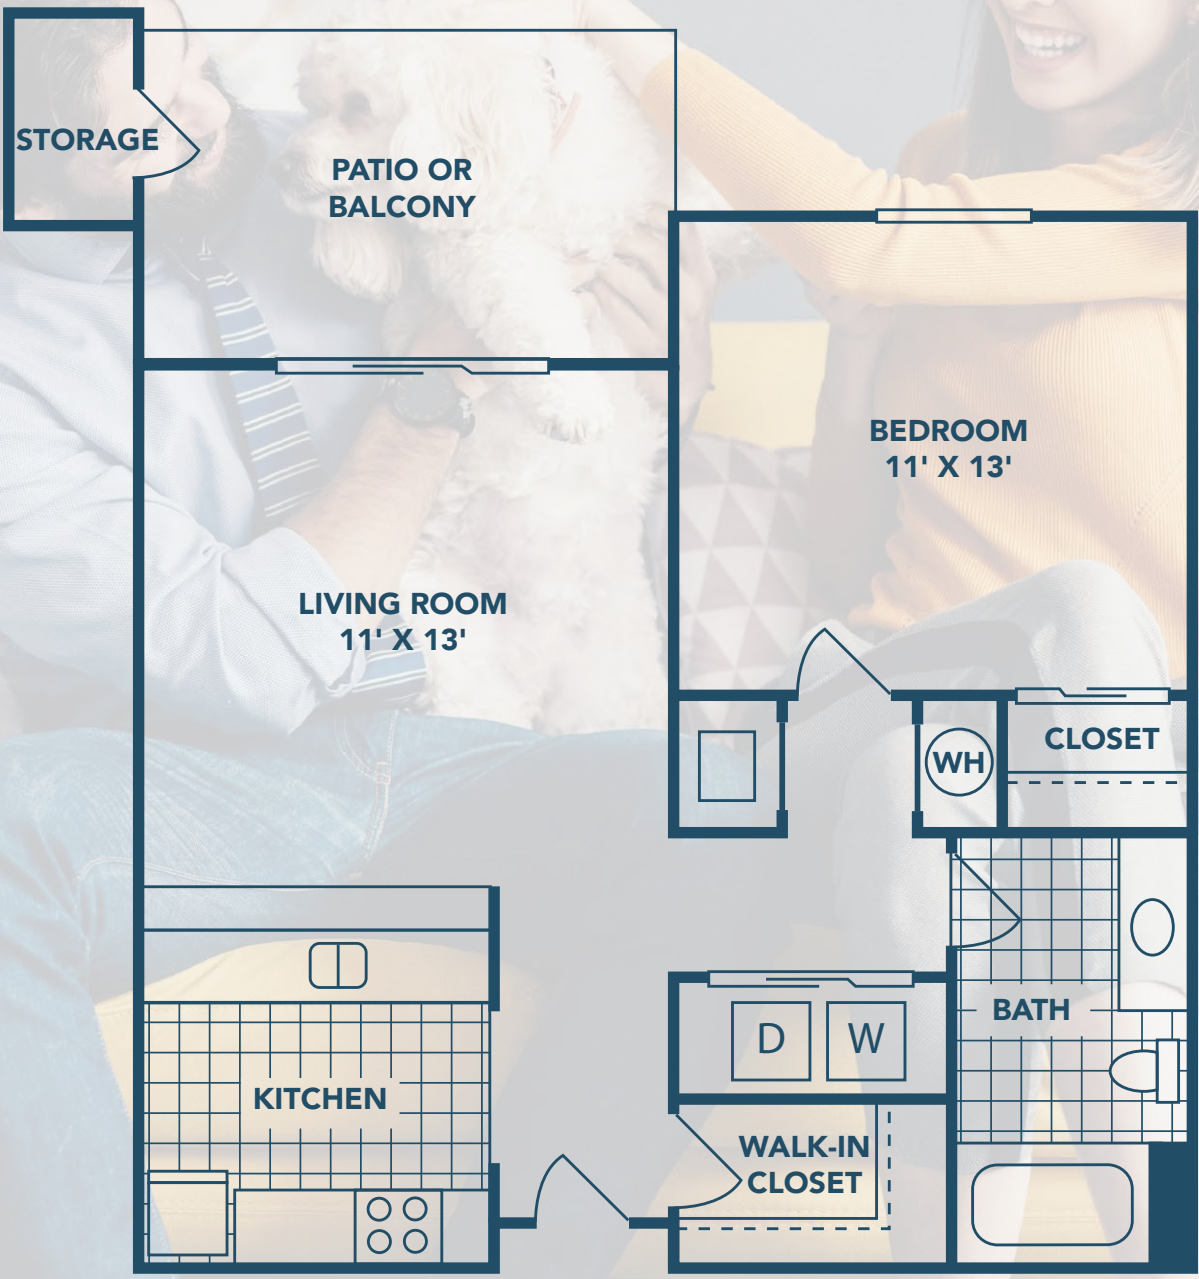 STORAGE
PATIO OR
BALCONY
BEDROOM
11' X 13'
LIVING ROOM
11' X 13'
WH
CLOSET
BATH
D
W
KITCHEN
WALK-IN
CLOSET